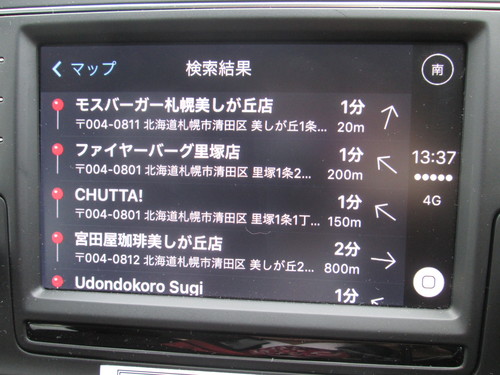 マップ 検索結果 南
モスバーガー札幌美しが丘店 1分
〒004-0811 北海道札幌市清田区 美しが丘1条... 20m
ファイヤーバーグ里塚店 1分
〒004-0801 北海道札幌市清田区 里塚1条2... 200m
13:37
CHUTTA! 1分
4G
〒004-0801 北海道札幌市清田区 里塚1条1丁... 150m
宮田屋珈琲美しが丘店 2分
〒004-0812 北海道札幌市清田区 美しが丘2... 800m
Udondokoro Sugi 1分